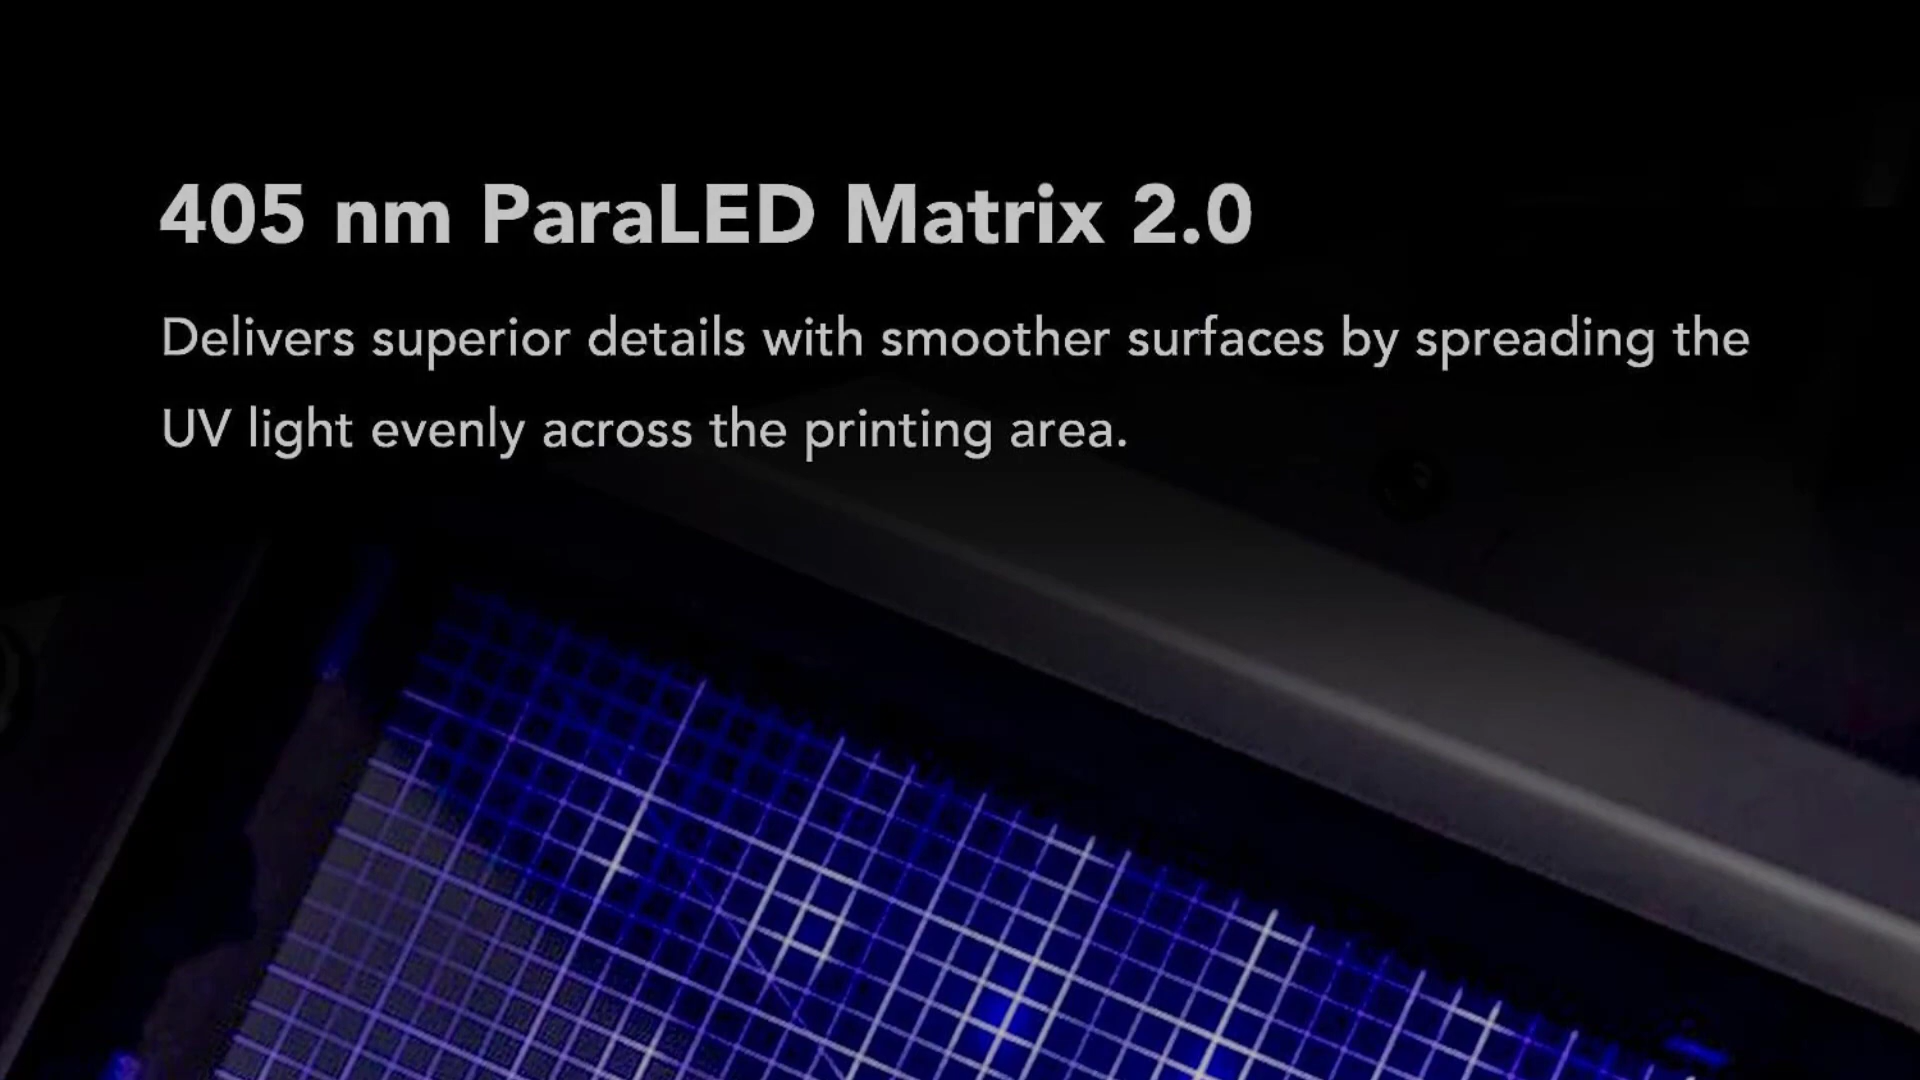 405 nm ParaLED Matrix 2.0
Delivers superior details with smoother surfaces by spreading the
UV light evenly across the printing area.